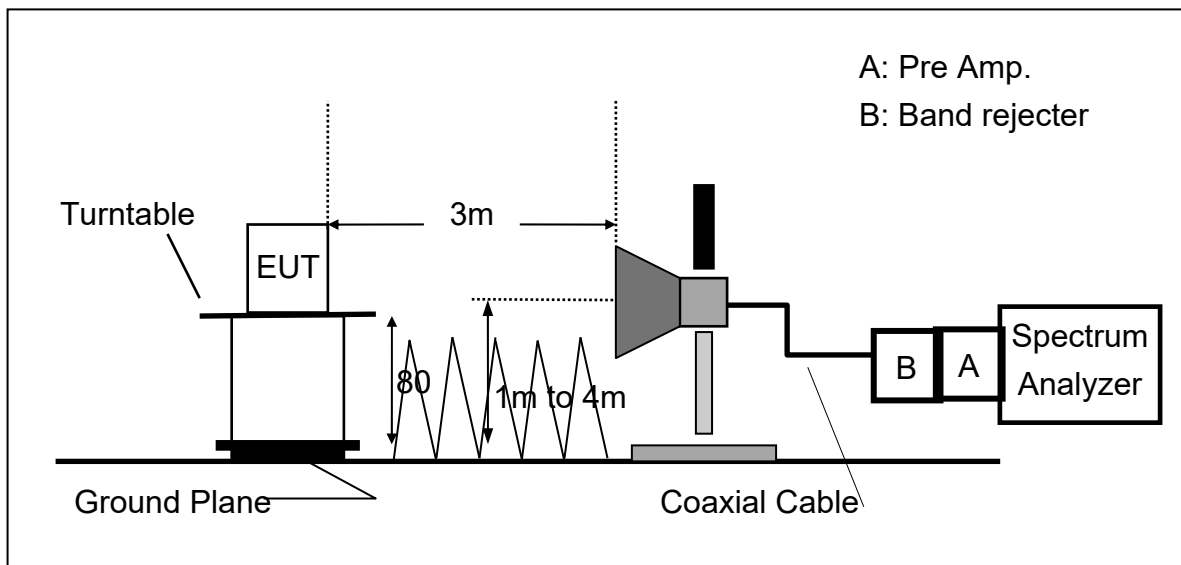 A: Pre Amp.
B: Band rejecter
Turntable
3m
EUT
80
1m to 4m
B
A
Spectrum
Analyzer
Ground Plane
Coaxial Cable